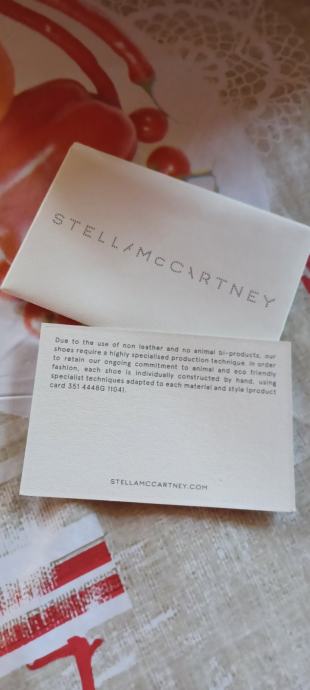 STELLA McCARTNEY
Due to the use of non leather and no animal bi-products, our
shoes require a highly specialised production technique. In order
to retain our ongoing commitment to animal and eco friendly
fashion, each shoe is individually constructed by hand, using
specialist techniques adapted to each material and style (product
card 351 4448G 1104).
STELLAMCCARTNEY.COM